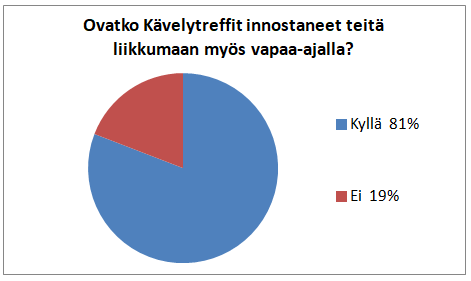 Ovatko Kävelytreffit innostaneet teitä
liikkumaan myös vapaa-ajalla?
Kyllä 81%
Ei 19%